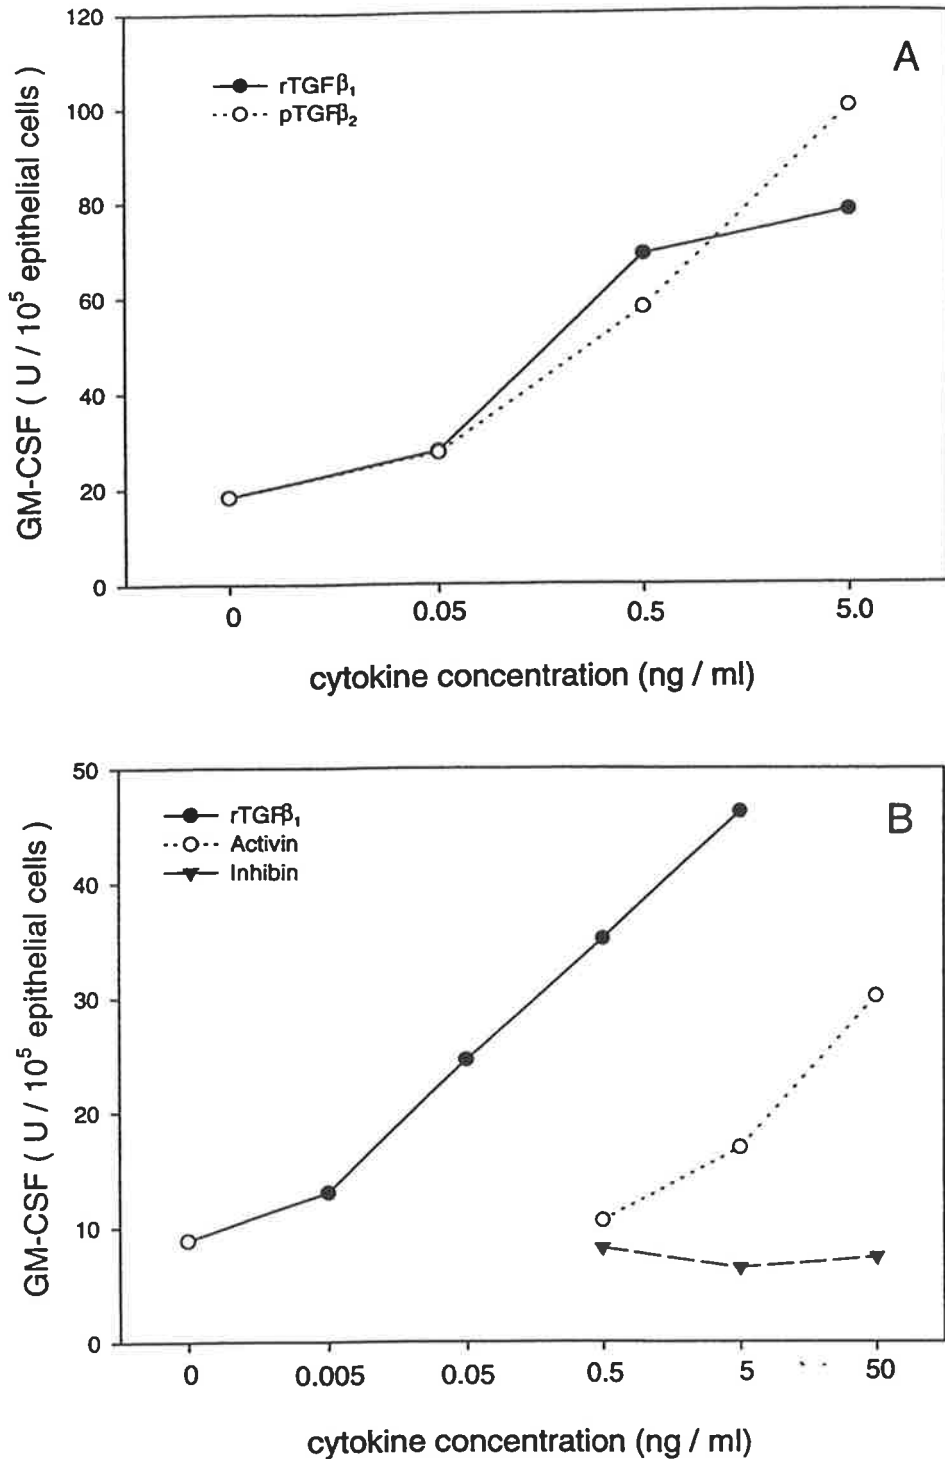 120
100
80
60
40
20
0
GM-CSF ( U / 10⁵ epithelial cells )
A
rTGFβ₁
pTGFβ₂
0 0.05 0.5 5.0
cytokine concentration (ng / ml)
50
40
30
20
10
0
GM-CSF ( U / 10⁵ epithelial cells )
B
rTGFβ₁
Activin
Inhibin
0 0.005 0.05 0.5 5 50
cytokine concentration (ng / ml)